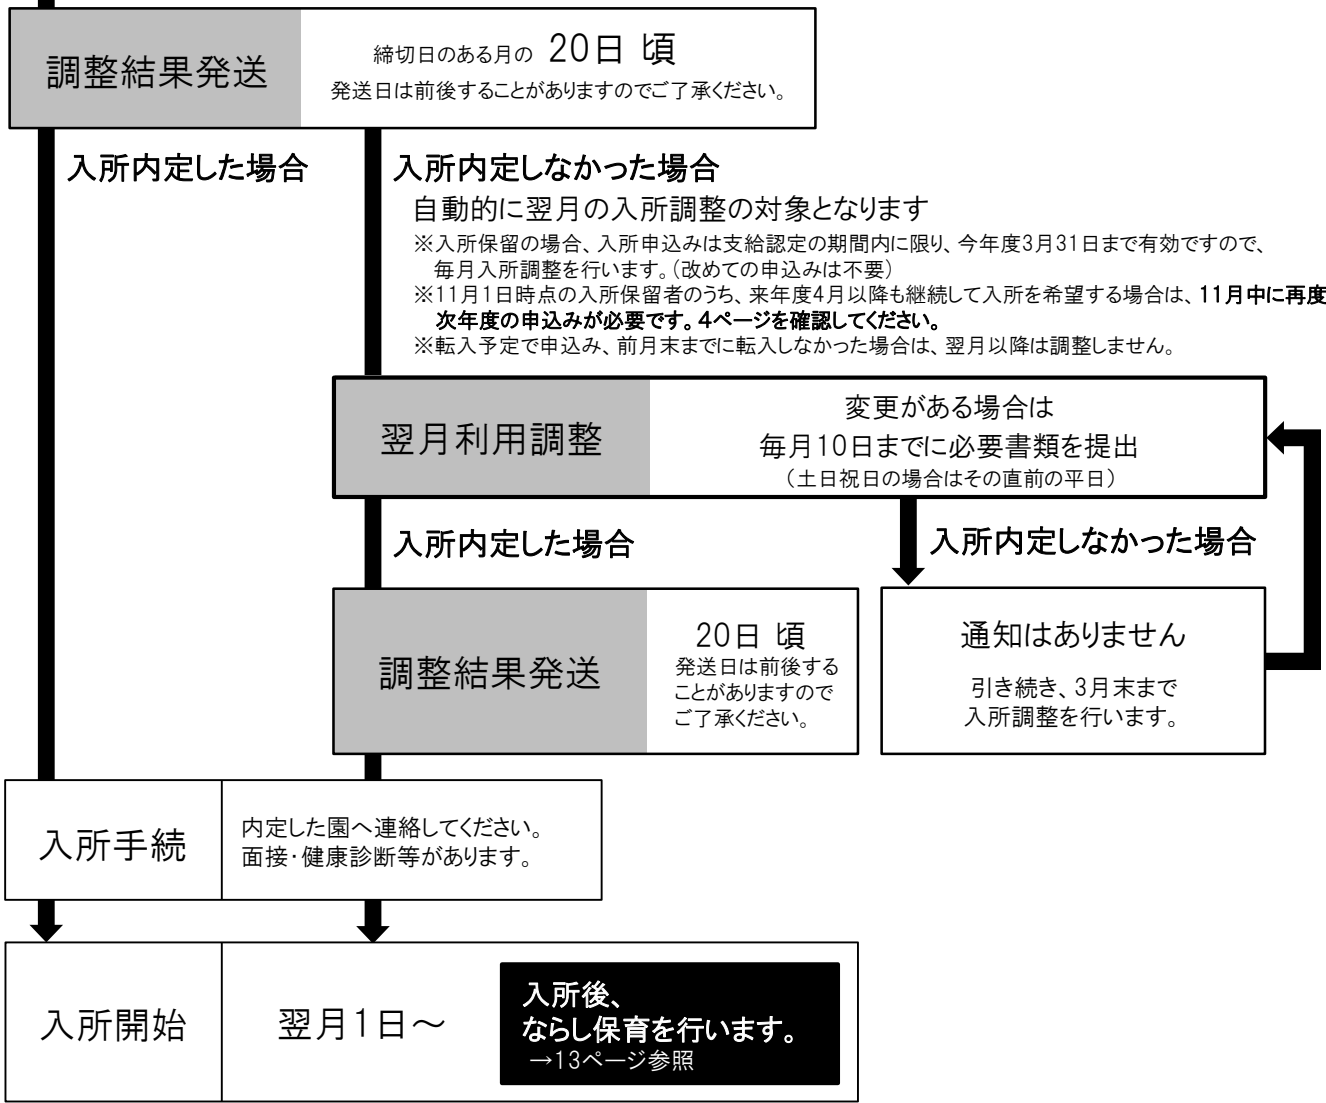 調整結果発送
締切日のある月の 20日 頃
発送日は前後することがありますのでご了承ください。
入所内定した場合
入所内定しなかった場合
自動的に翌月の入所調整の対象となります
※入所保留の場合、入所申込みは支給認定の期間内に限り、今年度3月31日まで有効ですので、
毎月入所調整を行います。(改めての申込みは不要)
※11月1日時点の入所保留者のうち、来年度4月以降も継続して入所を希望する場合は、11月中に再度
次年度の申込みが必要です。4ページを確認してください。
※転入予定で申込み、前月末までに転入しなかった場合は、翌月以降は調整しません。
翌月利用調整
変更がある場合は
毎月10日までに必要書類を提出
(土日祝日の場合はその直前の平日)
入所内定した場合
入所内定しなかった場合
調整結果発送
20日 頃
発送日は前後する
ことがありますので
ご了承ください。
通知はありません
引き続き、3月末まで
入所調整を行います。
入所手続
内定した園へ連絡してください。
面接・健康診断等があります。
入所開始
翌月1日～
入所後、
ならし保育を行います。
→13ページ参照